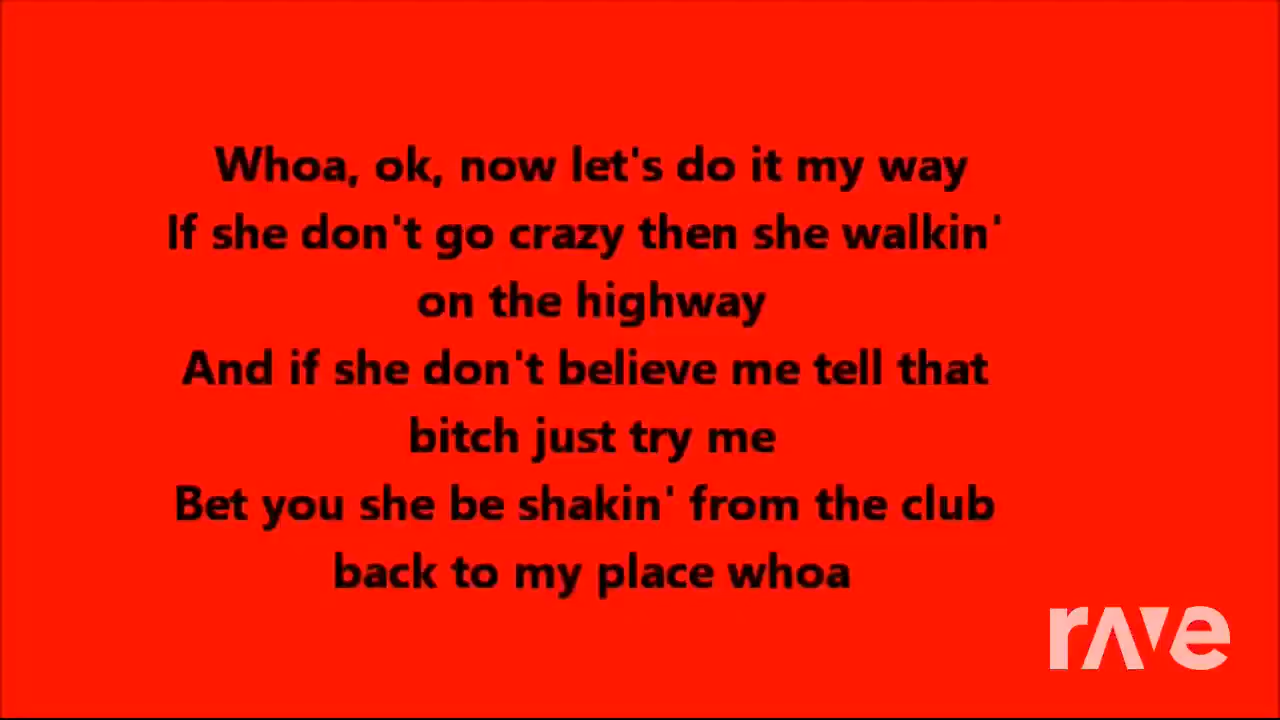 Whoa, ok, now let's do it my way
If she don't go crazy then she walkin'
on the highway
And if she don't believe me tell that
bitch just try me
Bet you she be shakin' from the club
back to my place whoa
rave